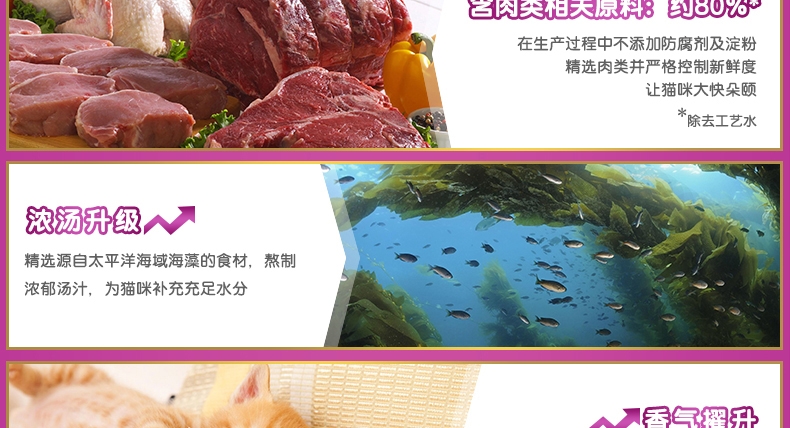 含肉类相关原料：约80%*
在生产过程中不添加防腐剂及淀粉
精选肉类并严格控制新鲜度
让猫咪大快朵颐
*除去工艺水
浓汤升级
精选源自太平洋海域海藻的食材，熬制
浓郁汤汁，为猫咪补充充足水分
香气擢升